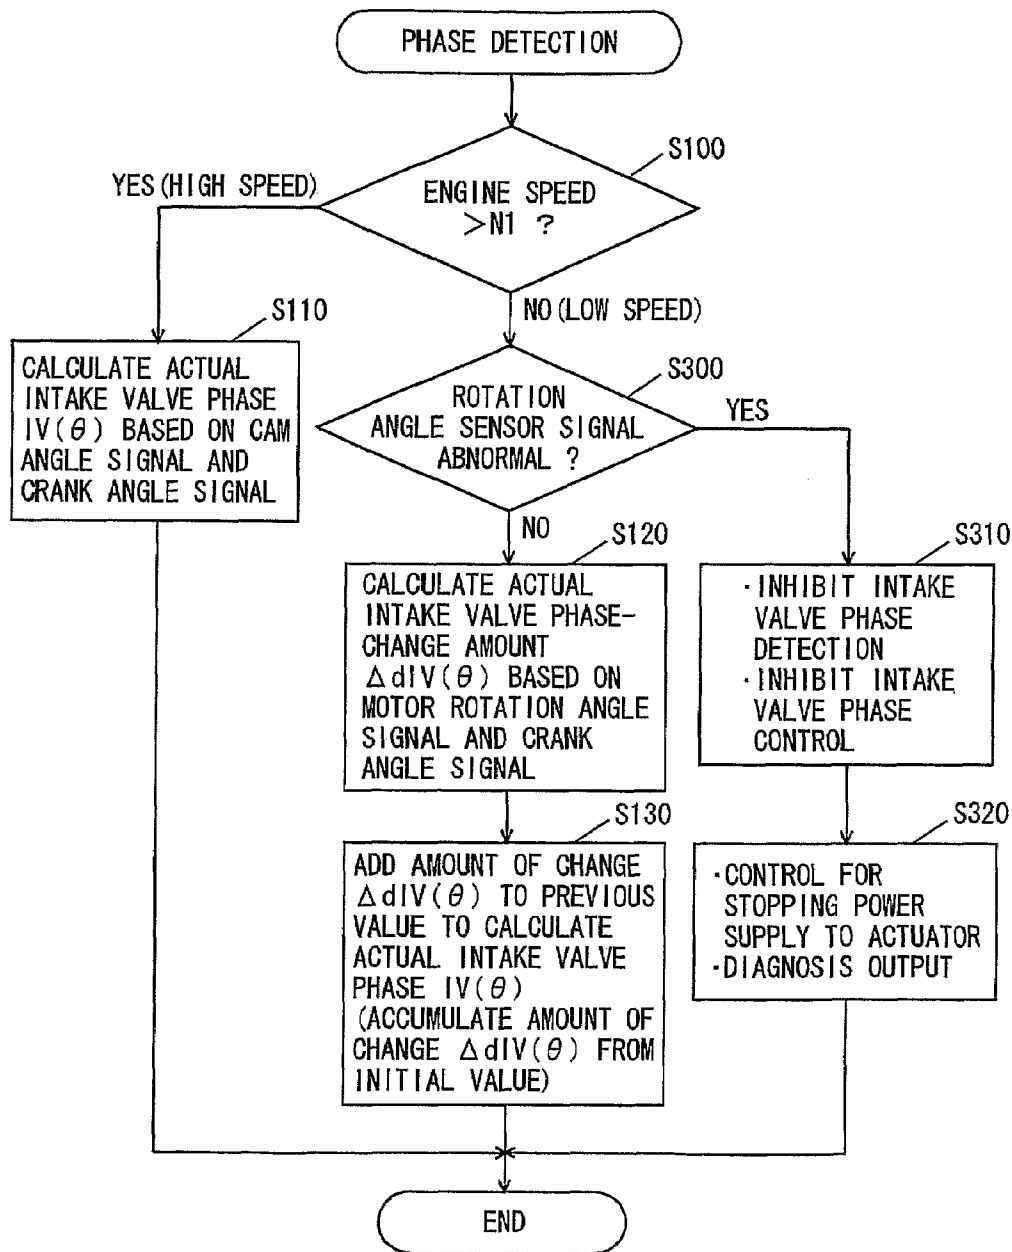 PHASE DETECTION
S100
ENGINE SPEED
>N1 ?
YES(HIGH SPEED)
NO(LOW SPEED)
S110
CALCULATE ACTUAL
INTAKE VALVE PHASE
IV(θ) BASED ON CAM
ANGLE SIGNAL AND
CRANK ANGLE SIGNAL
S300
ROTATION
ANGLE SENSOR SIGNAL
ABNORMAL ?
YES
NO
S120
CALCULATE ACTUAL
INTAKE VALVE PHASE-
CHANGE AMOUNT
ΔdIV(θ) BASED ON
MOTOR ROTATION ANGLE
SIGNAL AND CRANK
ANGLE SIGNAL
S310
·INHIBIT INTAKE
VALVE PHASE
DETECTION
·INHIBIT INTAKE
VALVE PHASE
CONTROL
S130
ADD AMOUNT OF CHANGE
ΔdIV(θ) TO PREVIOUS
VALUE TO CALCULATE
ACTUAL INTAKE VALVE
PHASE IV(θ)
(ACCUMULATE AMOUNT OF
CHANGE ΔdIV(θ) FROM
INITIAL VALUE)
S320
·CONTROL FOR
STOPPING POWER
SUPPLY TO ACTUATOR
·DIAGNOSIS OUTPUT
END